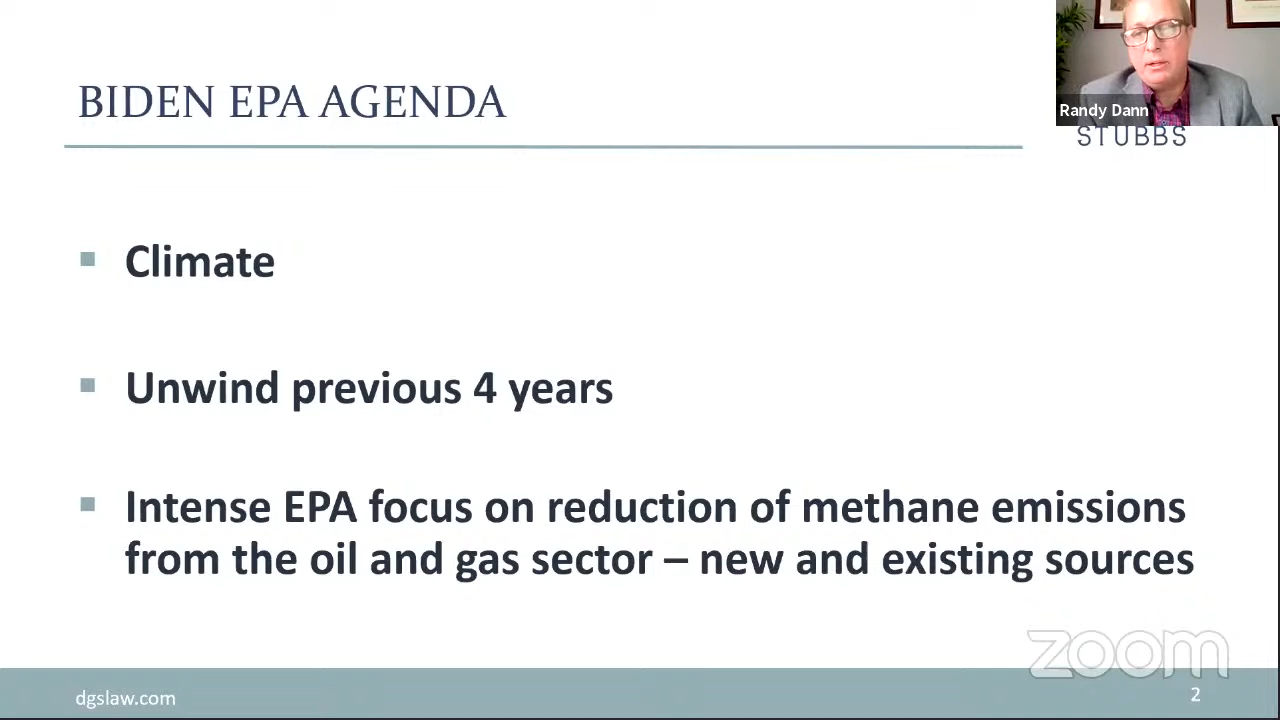 BIDEN EPA AGENDA
Randy Dann
STUBBS
Climate
Unwind previous 4 years
Intense EPA focus on reduction of methane emissions
from the oil and gas sector – new and existing sources
zoom
dgslaw.com
2